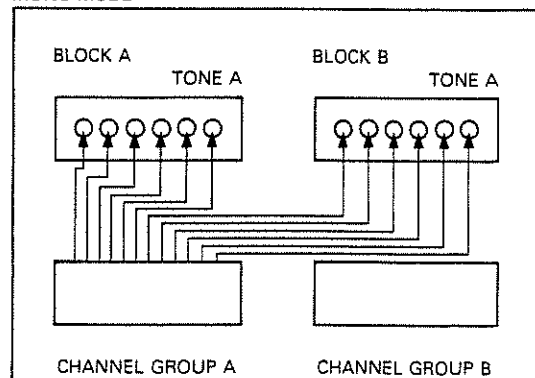 BLOCK A
TONE A
BLOCK B
TONE A
CHANNEL GROUP A
CHANNEL GROUP B